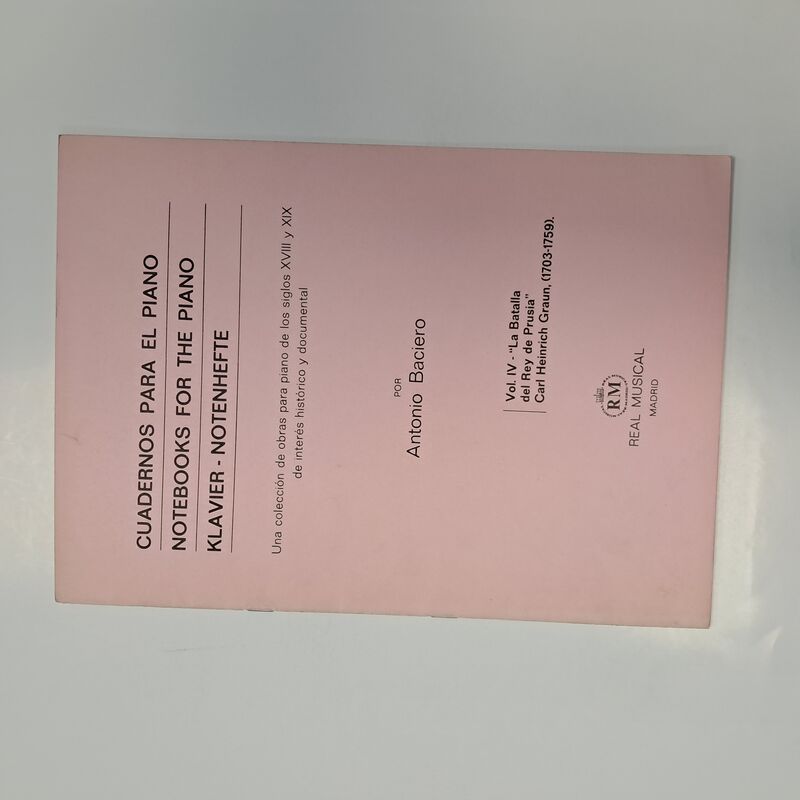 CUADERNOS PARA EL PIANO
NOTEBOOKS FOR THE PIANO
KLAVIER - NOTENHEFTE
Una colección de obras para piano de los siglos XVIII y XIX
de interés histórico y documental
POR
Antonio Baciero
Vol. IV - "La Batalla
del Rey de Prusia"
Carl Heinrich Graun, (1703-1759).
RM
REAL MUSICAL
MADRID